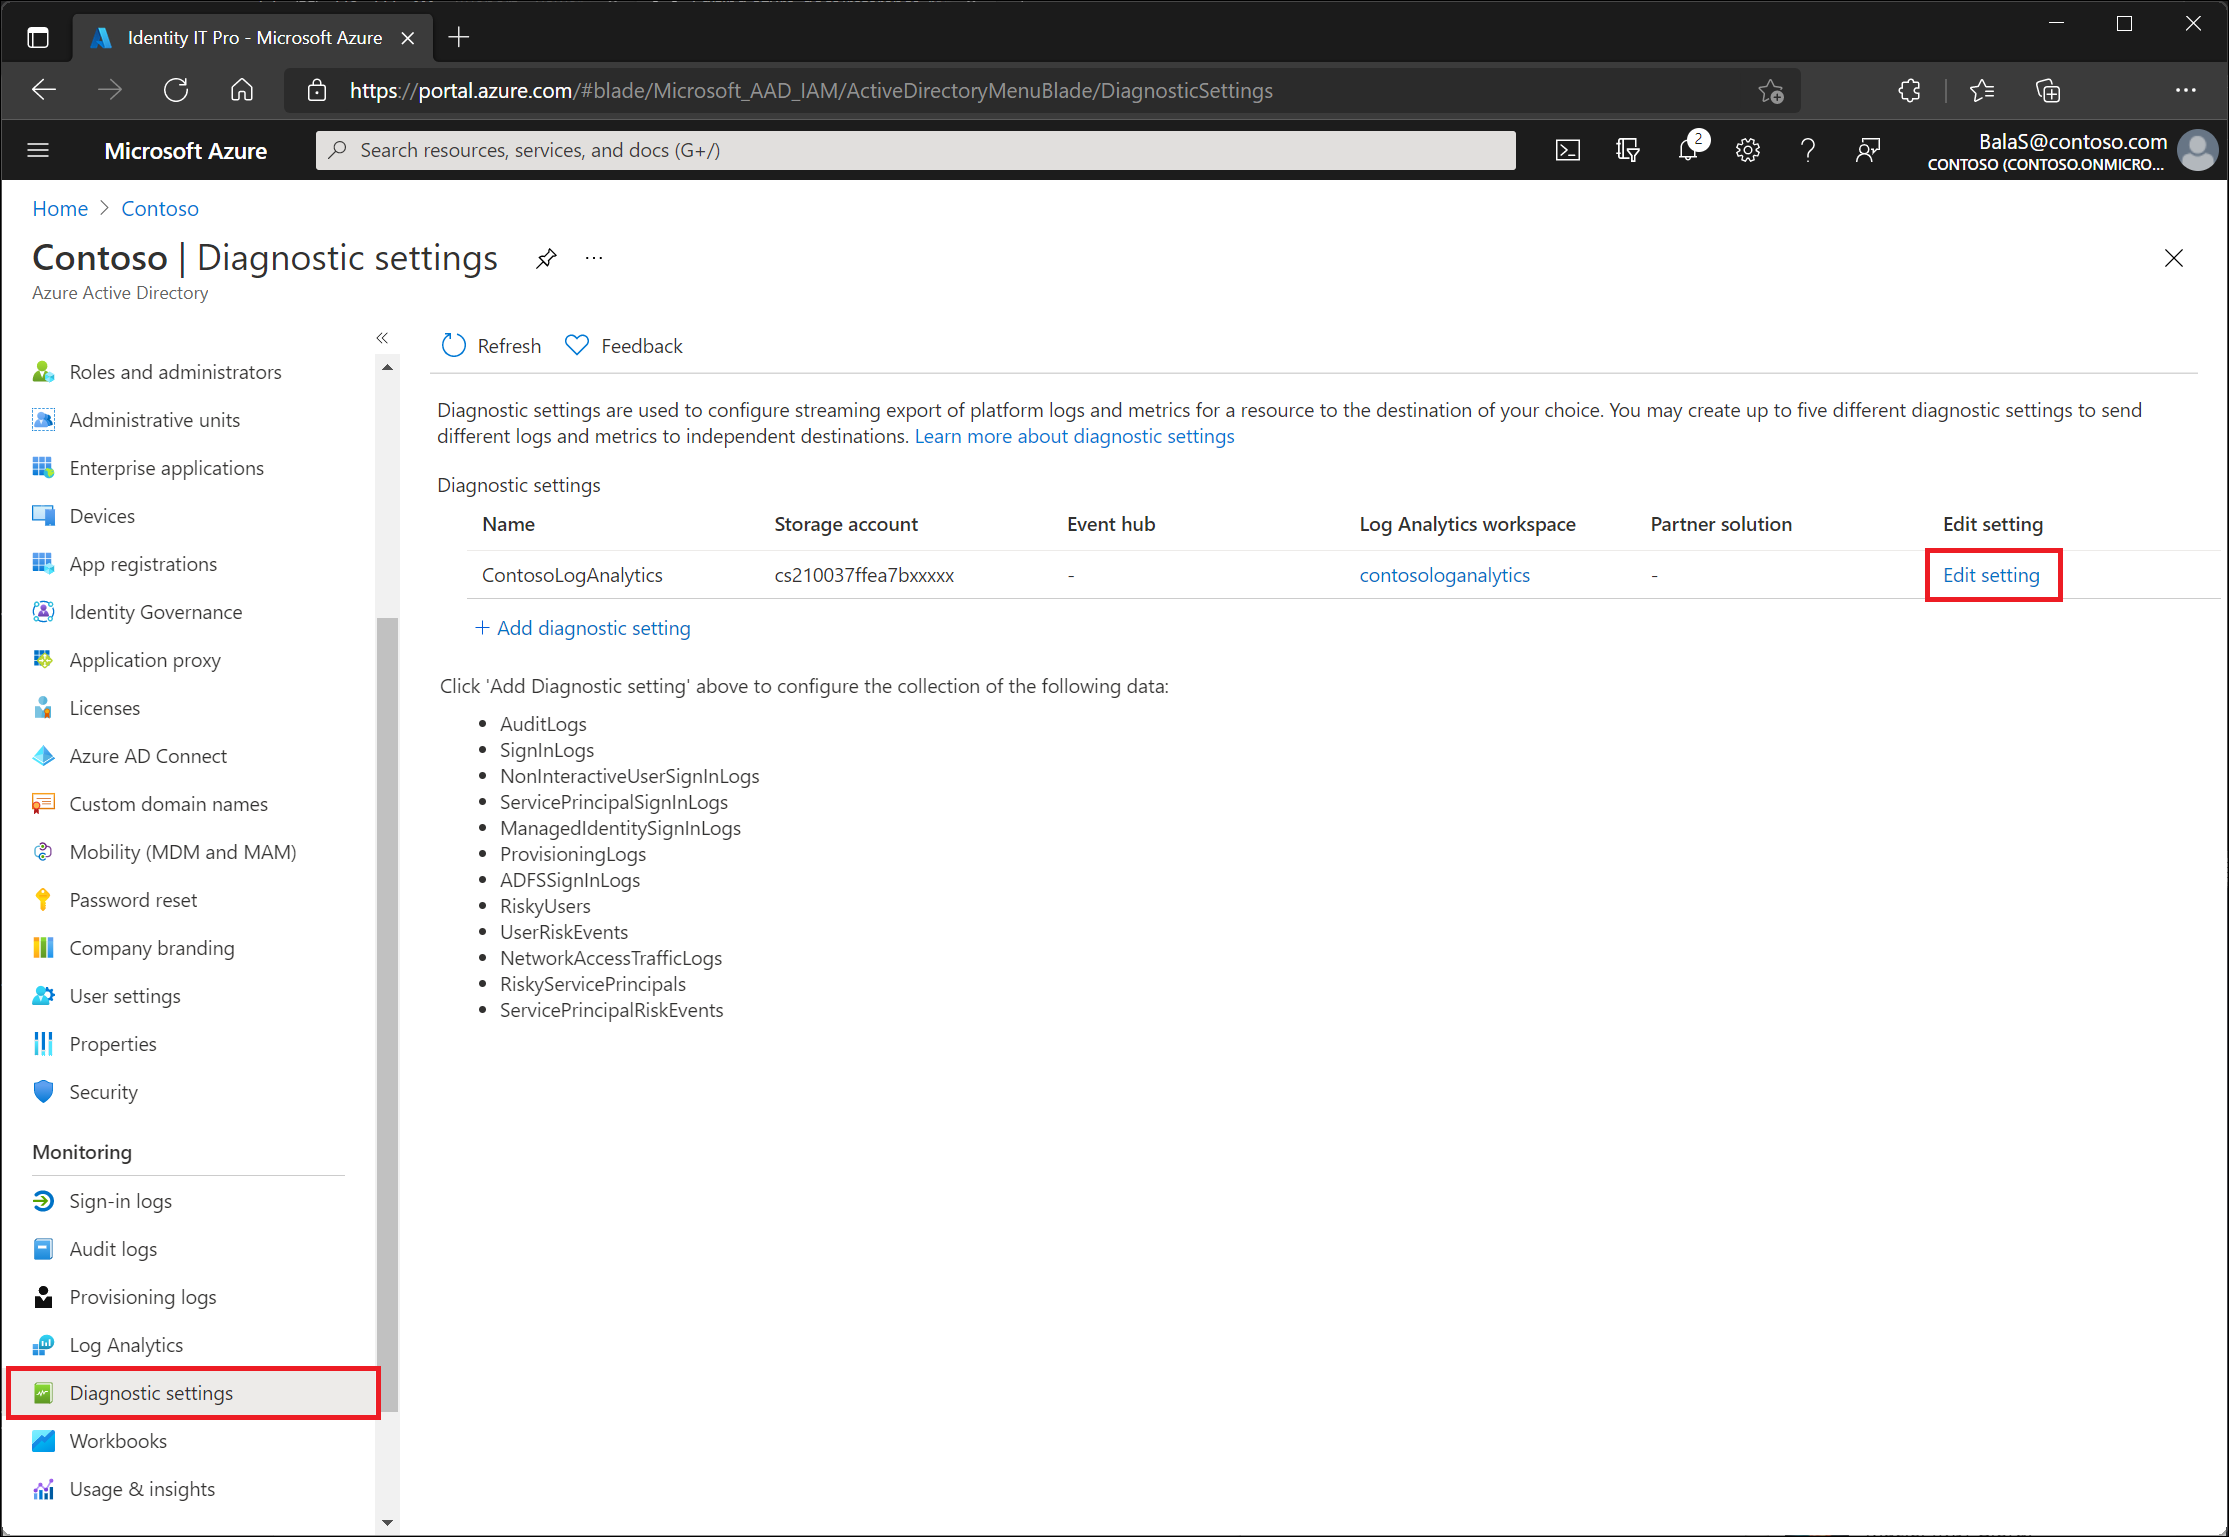 Identity IT Pro - Microsoft Azure
https://portal.azure.com/#blade/Microsoft_AAD_IAM/ActiveDirectoryMenuBlade/DiagnosticSettings
Microsoft Azure
Search resources, services, and docs (G+/)
2
BalaS@contoso.com
CONTOSO (CONTOSO.ONMICRO...
Home > Contoso
Contoso | Diagnostic settings
Azure Active Directory
Roles and administrators
Administrative units
Enterprise applications
Devices
App registrations
Identity Governance
Application proxy
Licenses
Azure AD Connect
Custom domain names
Mobility (MDM and MAM)
Password reset
Company branding
User settings
Properties
Security
Monitoring
Sign-in logs
Audit logs
Provisioning logs
Log Analytics
Diagnostic settings
Workbooks
Usage & insights
Refresh
Feedback
Diagnostic settings are used to configure streaming export of platform logs and metrics for a resource to the destination of your choice. You may create up to five different diagnostic settings to send
different logs and metrics to independent destinations. Learn more about diagnostic settings
Diagnostic settings
Name Storage account Event hub Log Analytics workspace Partner solution Edit setting
ContosoLogAnalytics cs210037ffea7bxxxxx - contosologanalytics - Edit setting
+ Add diagnostic setting
Click 'Add Diagnostic setting' above to configure the collection of the following data:
• AuditLogs
• SignInLogs
• NonInteractiveUserSignInLogs
• ServicePrincipalSignInLogs
• ManagedIdentitySignInLogs
• ProvisioningLogs
• ADFSSignInLogs
• RiskyUsers
• UserRiskEvents
• NetworkAccessTrafficLogs
• RiskyServicePrincipals
• ServicePrincipalRiskEvents